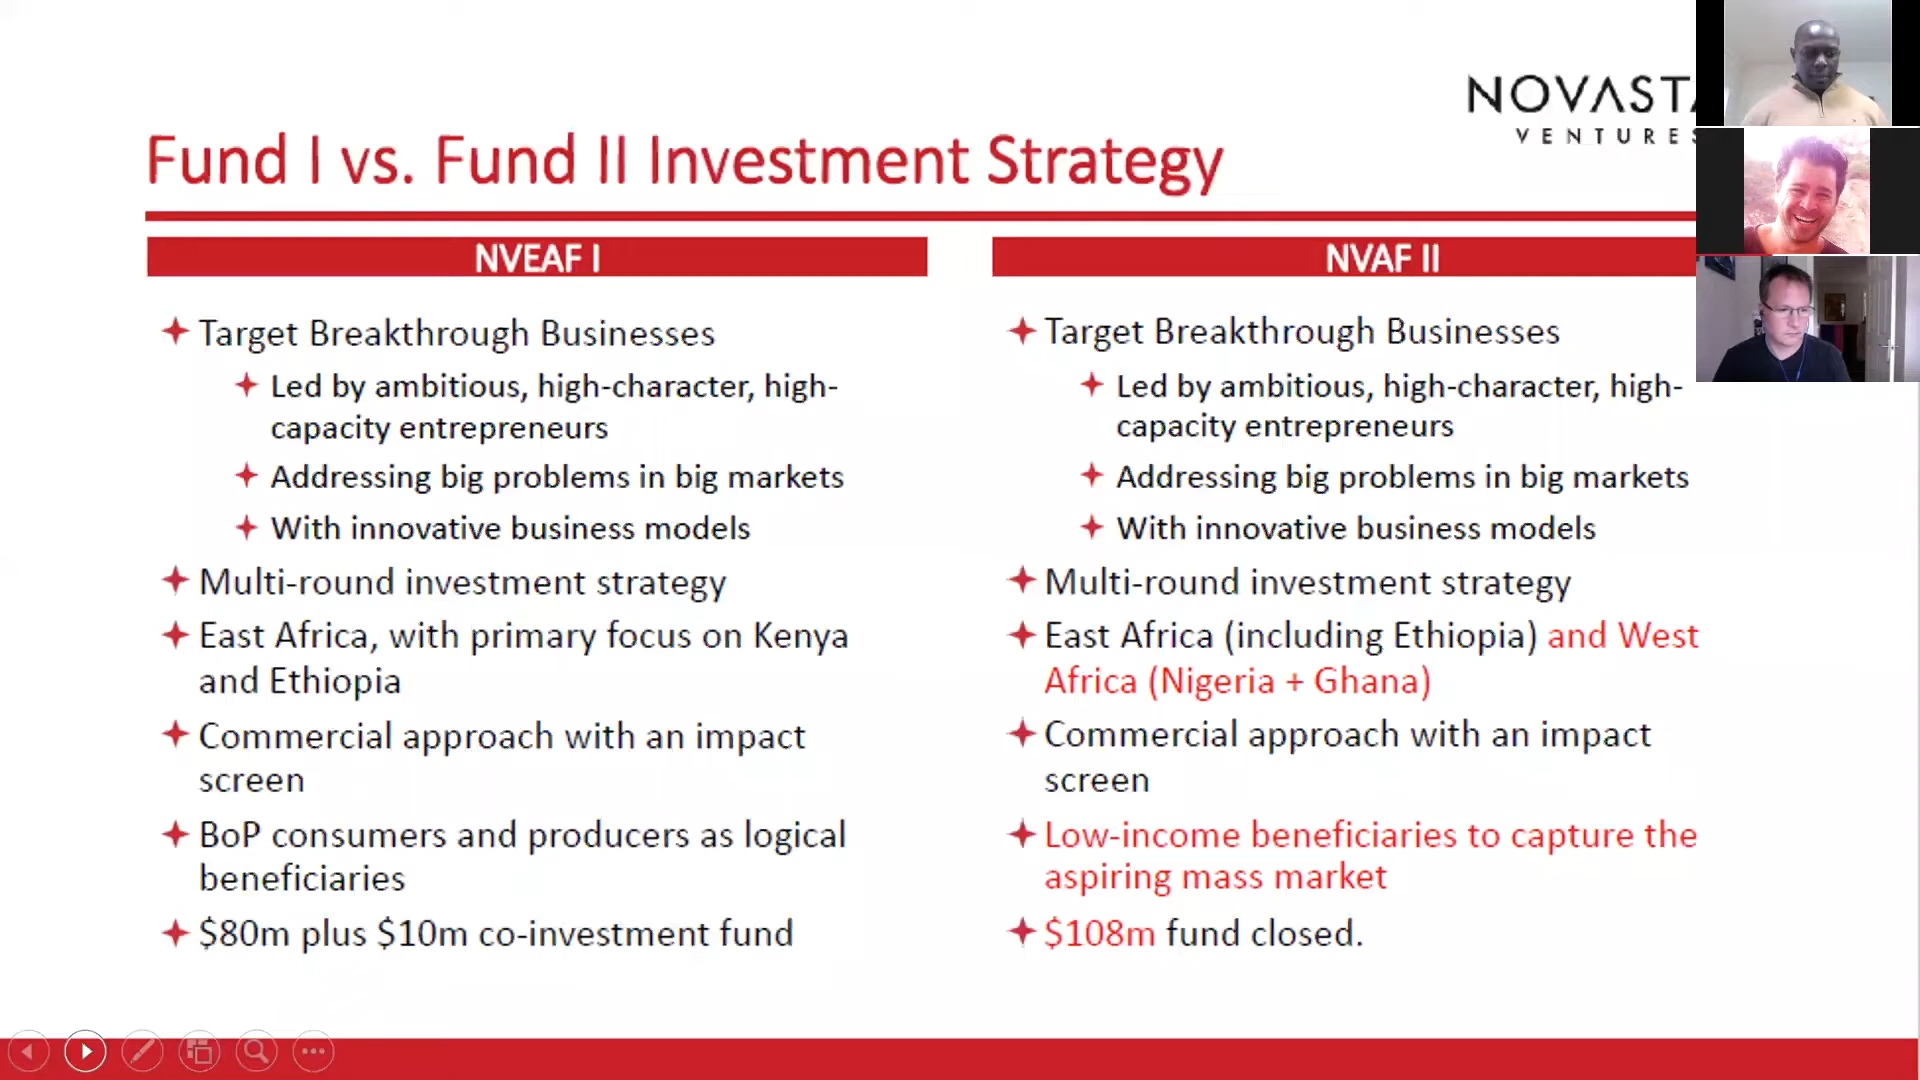 NOVASTA
VENTURES
Fund I vs. Fund II Investment Strategy
NVEAF I
Target Breakthrough Businesses
Led by ambitious, high-character, high-
capacity entrepreneurs
Addressing big problems in big markets
With innovative business models
Multi-round investment strategy
East Africa, with primary focus on Kenya
and Ethiopia
Commercial approach with an impact
screen
BoP consumers and producers as logical
beneficiaries
$80m plus $10m co-investment fund
NVAF II
Target Breakthrough Businesses
Led by ambitious, high-character, high-
capacity entrepreneurs
Addressing big problems in big markets
With innovative business models
Multi-round investment strategy
East Africa (including Ethiopia) and West
Africa (Nigeria + Ghana)
Commercial approach with an impact
screen
Low-income beneficiaries to capture the
aspiring mass market
$108m fund closed.